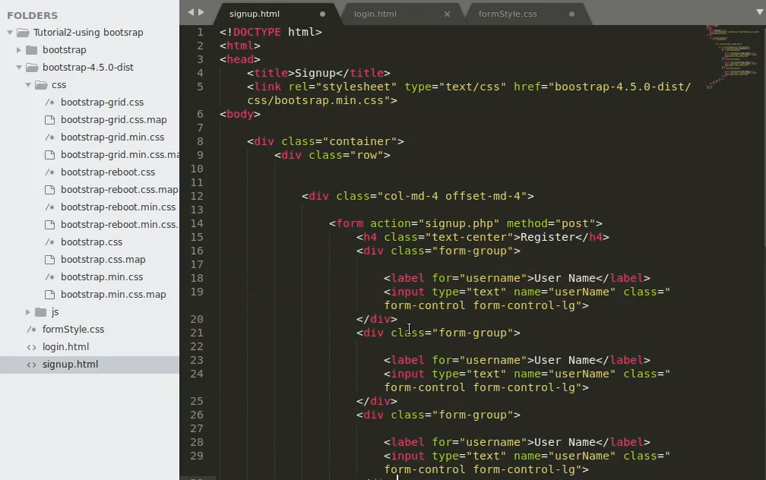 FOLDERS
Tutorial2-using bootsrap
bootstrap
bootstrap-4.5.0-dist
css
bootstrap-grid.css
bootstrap-grid.css.map
bootstrap-grid.min.css
bootstrap-grid.min.css.ma
bootstrap-reboot.css
bootstrap-reboot.css.map
bootstrap-reboot.min.css
bootstrap-reboot.min.css.
bootstrap.css
bootstrap.css.map
bootstrap.min.css
bootstrap.min.css.map
js
formStyle.css
login.html
signup.html
signup.html login.html × formStyle.css
1 <!DOCTYPE html>
2 <html>
3 <head>
4 <title>Signup</title>
5 <link rel="stylesheet" type="text/css" href="boostrap-4.5.0-dist/
css/bootsrap.min.css">
6 <body>
7
8 <div class="container">
9 <div class="row">
10
11
12 <div class="col-md-4 offset-md-4">
13
14 <form action="signup.php" method="post">
15 <h4 class="text-center">Register</h4>
16 <div class="form-group">
17
18 <label for="username">User Name</label>
19 <input type="text" name="userName" class="
form-control form-control-lg">
20 </div>
21 <div class="form-group">
22
23 <label for="username">User Name</label>
24 <input type="text" name="userName" class="
form-control form-control-lg">
25 </div>
26 <div class="form-group">
27
28 <label for="username">User Name</label>
29 <input type="text" name="userName" class="
form-control form-control-lg">